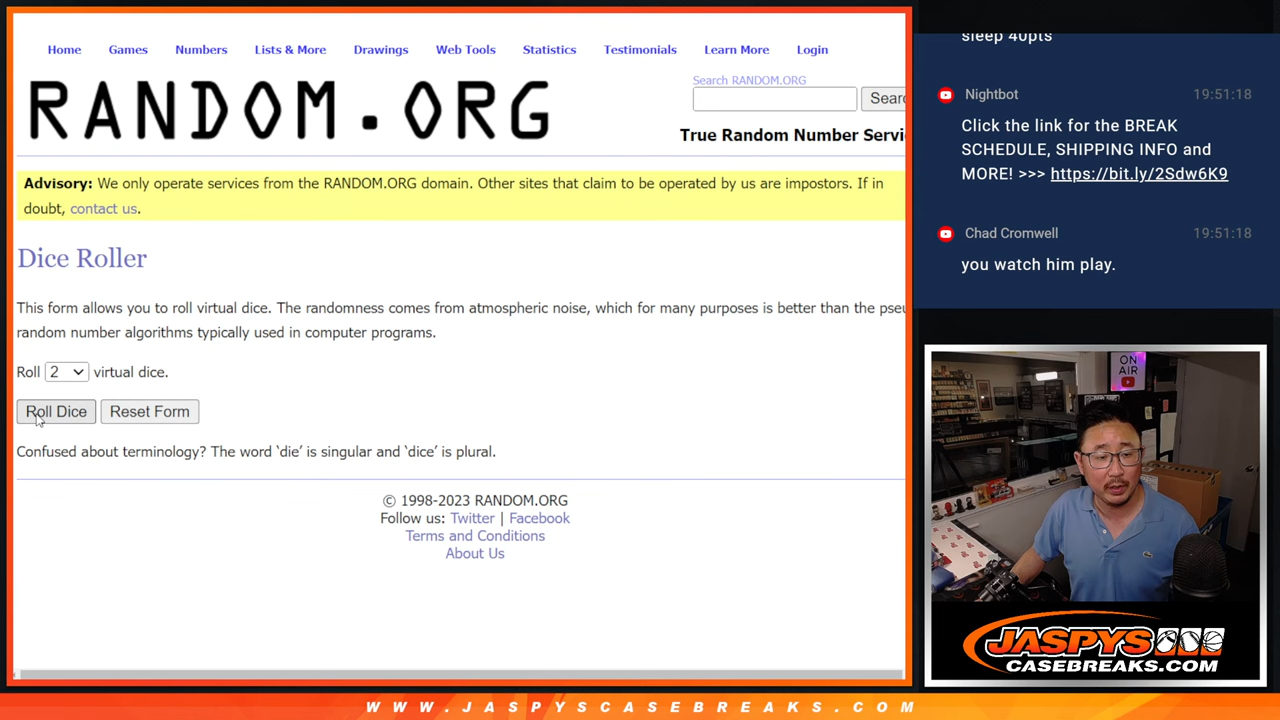 Home Games Numbers Lists & More Drawings Web Tools Statistics Testimonials Learn More Login
RANDOM.ORG
Search RANDOM.ORG
Searc
True Random Number Servi
Advisory: We only operate services from the RANDOM.ORG domain. Other sites that claim to be operated by us are impostors. If in
doubt, contact us.
Dice Roller
This form allows you to roll virtual dice. The randomness comes from atmospheric noise, which for many purposes is better than the pseu
random number algorithms typically used in computer programs.
Roll 2 virtual dice.
Roll Dice Reset Form
Confused about terminology? The word ‘die’ is singular and ‘dice’ is plural.
© 1998-2023 RANDOM.ORG
Follow us: Twitter | Facebook
Terms and Conditions
About Us
sleep 40pts
Nightbot 19:51:18
Click the link for the BREAK
SCHEDULE, SHIPPING INFO and
MORE! >>> https://bit.ly/2Sdw6K9
Chad Cromwell 19:51:18
you watch him play.
ON
AIR
JASPYS
CASEBREAKS.COM
WWW.JASPYSCASEBREAKS.COM